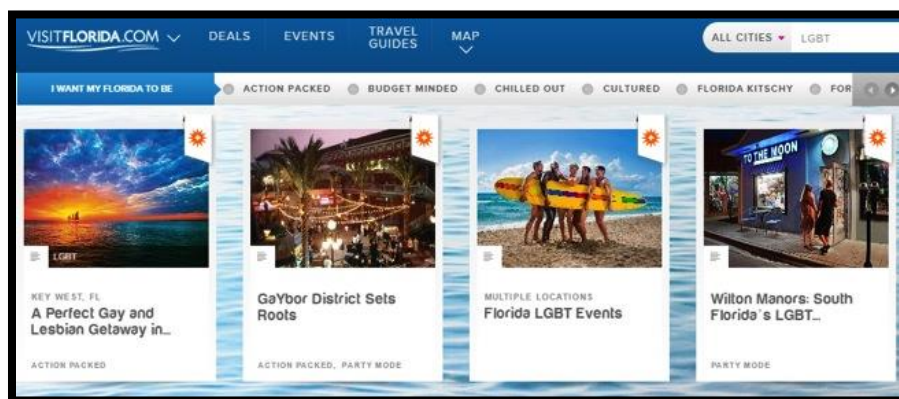 VISITFLORIDA.COM DEALS EVENTS TRAVEL GUIDES MAP ALL CITIES LGBT
I WANT MY FLORIDA TO BE ACTION PACKED BUDGET MINDED CHILLED OUT CULTURED FLORIDA KITSCHY FOR
LGBT
KEY WEST, FL
A Perfect Gay and
Lesbian Getaway in...
ACTION PACKED
GaYbor District Sets
Roots
ACTION PACKED, PARTY MODE
MULTIPLE LOCATIONS
Florida LGBT Events
TO THE MOON
Wilton Manors: South
Florida´s LGBT...
PARTY MODE